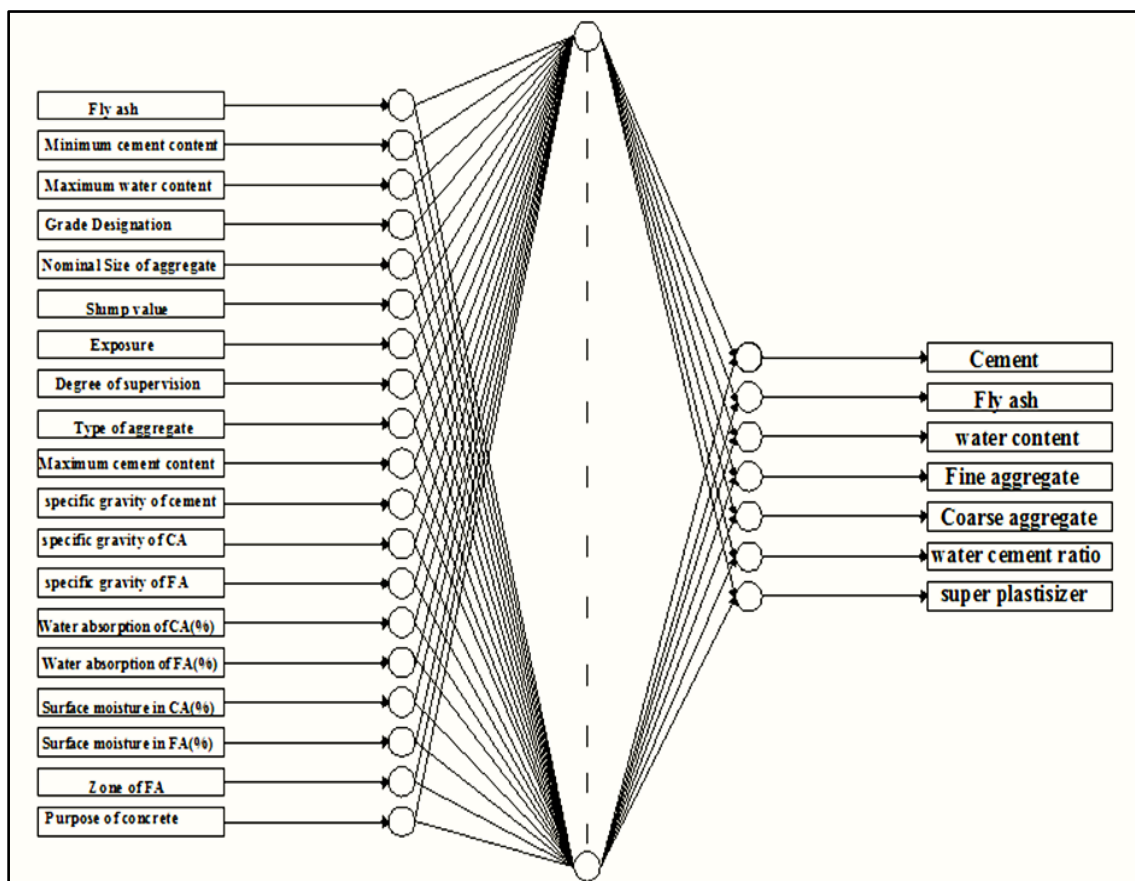 Fly ash
Minimum cement content
Maximum water content
Grade Designation
Nominal Size of aggregate
Slump value
Exposure
Degree of supervision
Type of aggregate
Maximum cement content
specific gravity of cement
specific gravity of CA
specific gravity of FA
Water absorption of CA(%)
Water absorption of FA(%)
Surface moisture in CA(%)
Surface moisture in FA(%)
Zone of FA
Purpose of concrete
Cement
Fly ash
water content
Fine aggregate
Coarse aggregate
water cement ratio
super plastisizer